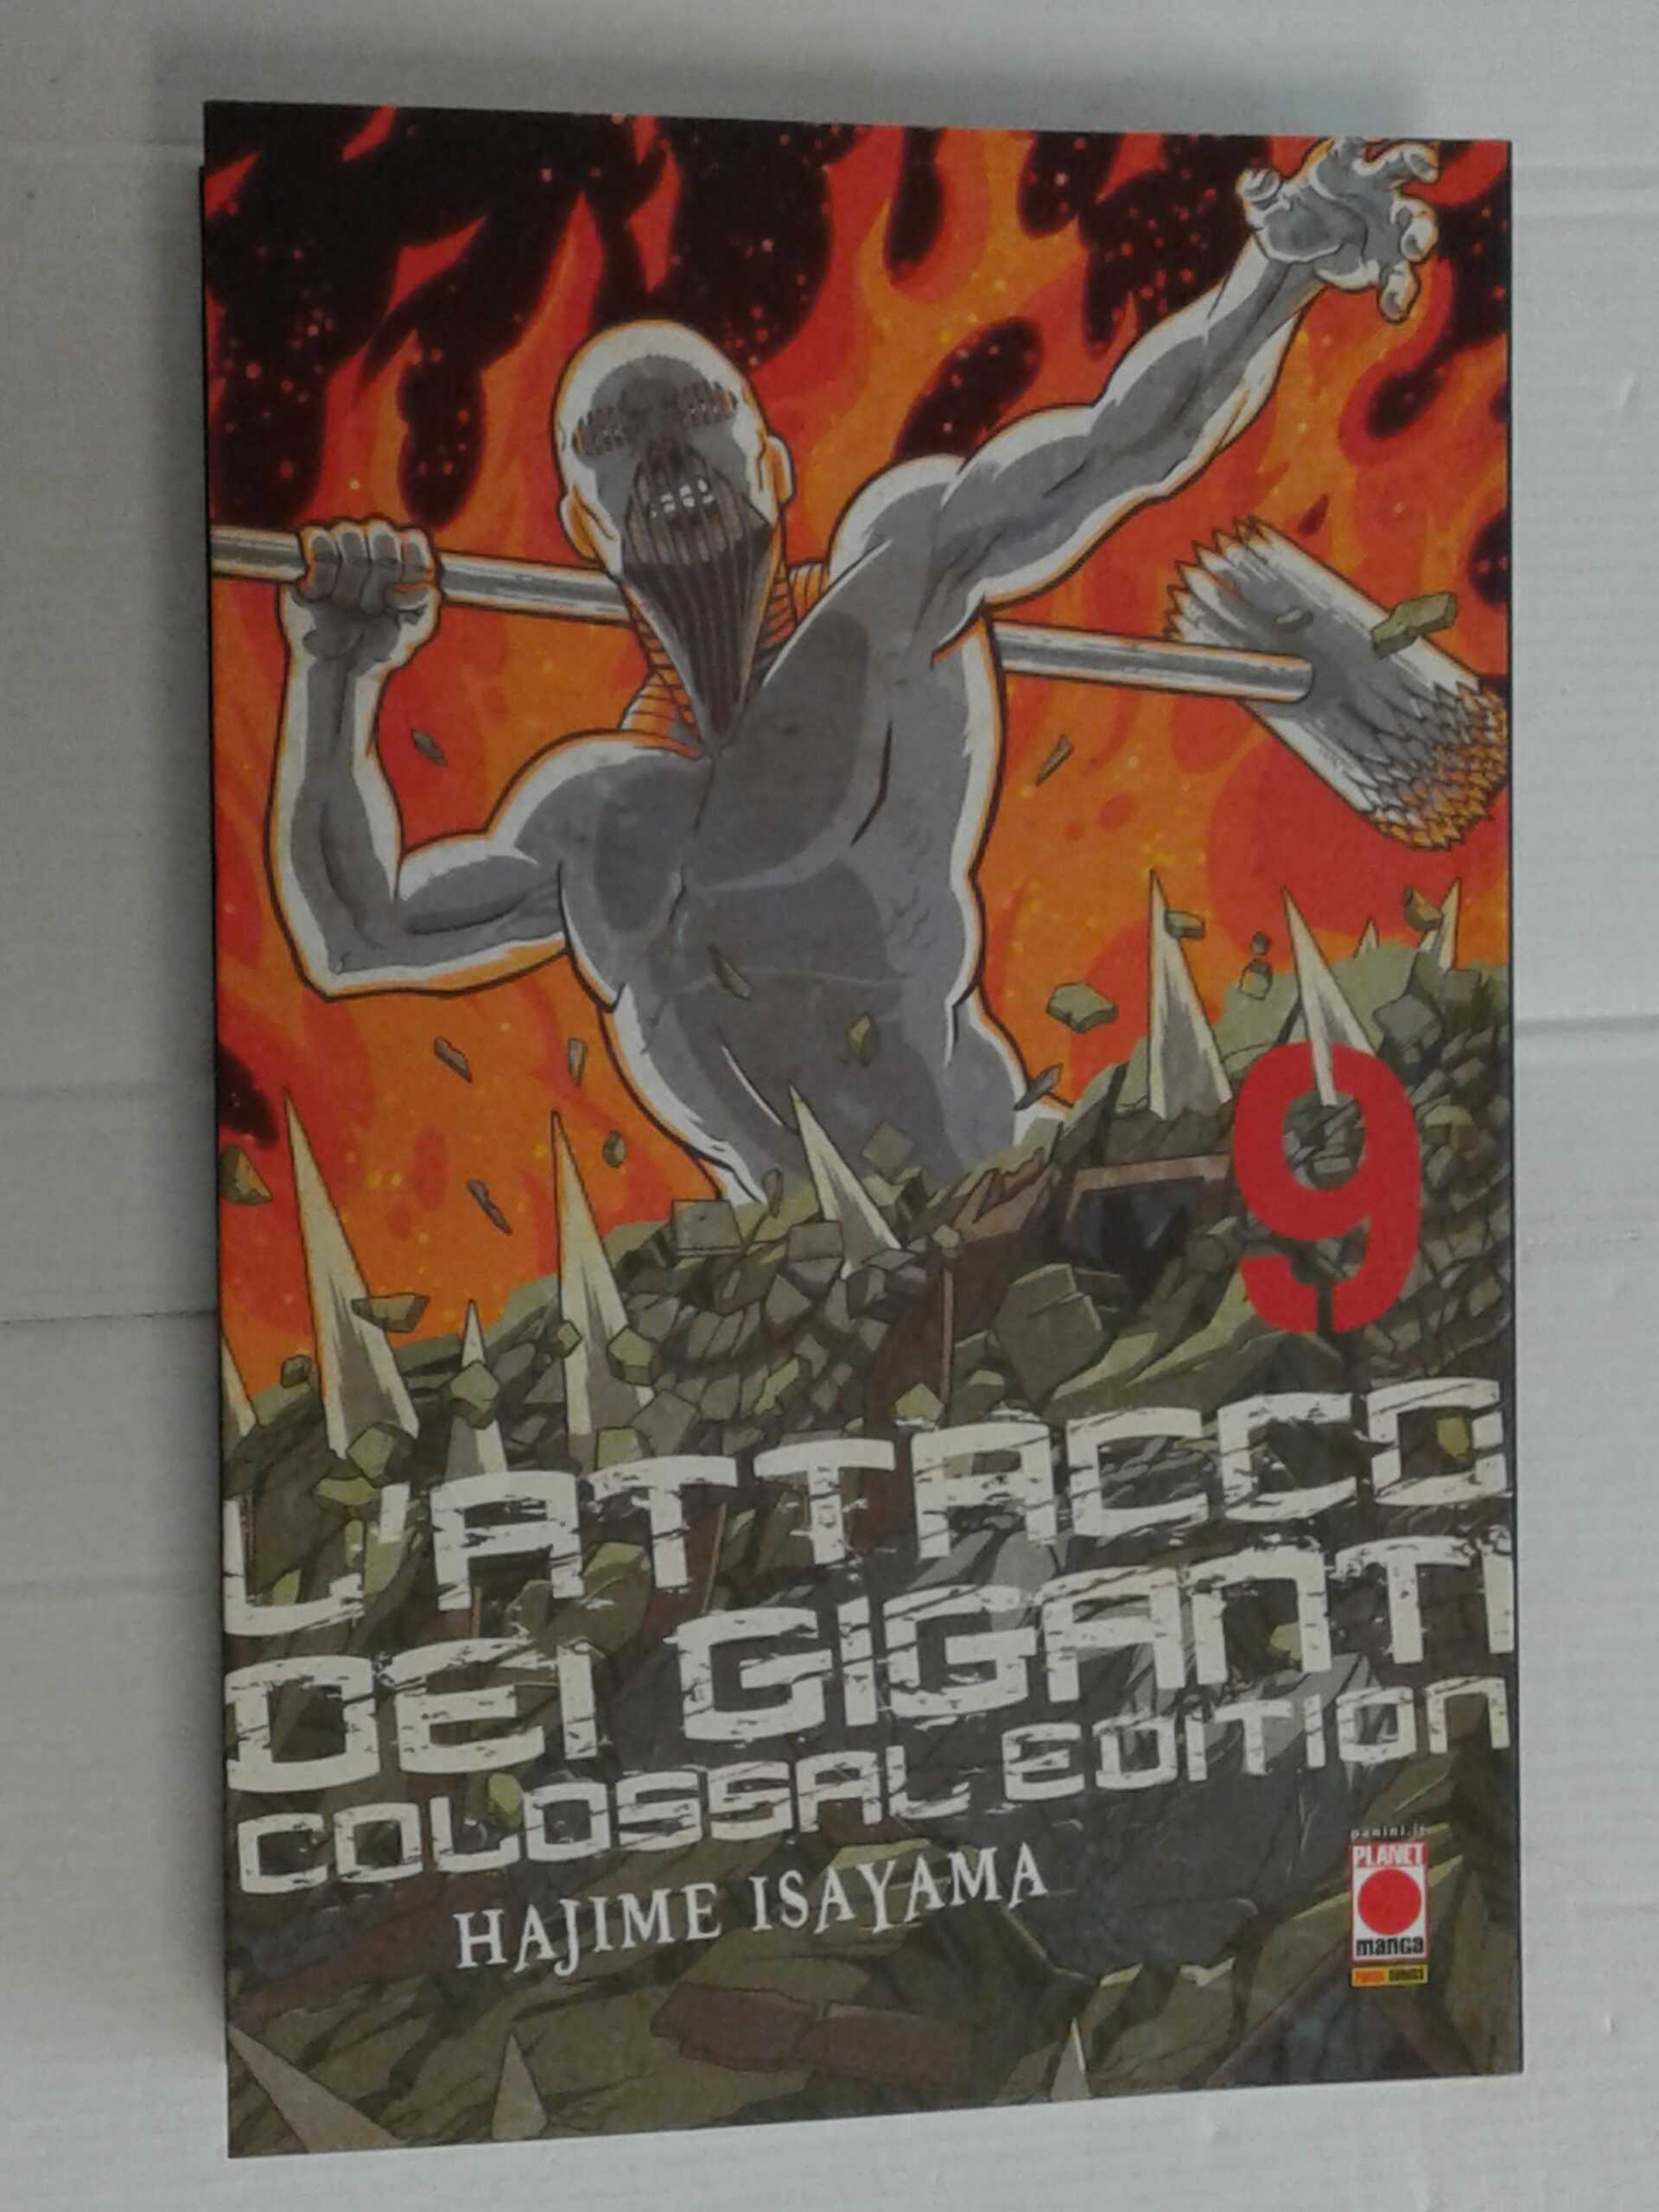 9
L'ATTACCO
DEI GIGANTI
COLOSSAL EDITION
HAJIME ISAYAMA
panini.it
PLANET
manga
PANINI COMICS